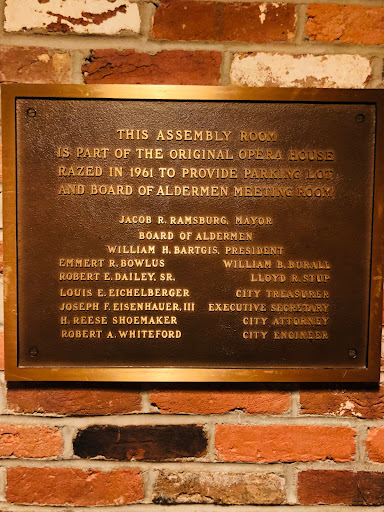 THIS ASSEMBLY ROOM
IS PART OF THE ORIGINAL OPERA HOUSE
RAZED IN 1961 TO PROVIDE PARKING LOT
AND BOARD OF ALDERMEN MEETING ROOM
JACOB R. RAMSBURG, MAYOR
BOARD OF ALDERMEN
WILLIAM H. BARTGIS, PRESIDENT
EMMERT R. BOWLUS WILLIAM B. BURALL
ROBERT E. DAILEY, SR. LLOYD R. STUP
LOUIS E. EICHELBERGER CITY TREASURER
JOSEPH F. EISENHAUER, III EXECUTIVE SECRETARY
H. REESE SHOEMAKER CITY ATTORNEY
ROBERT A. WHITEFORD CITY ENGINEER